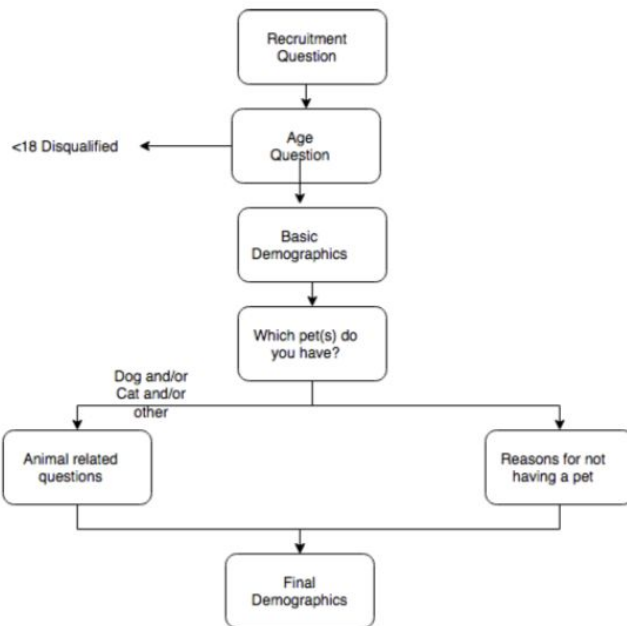 Recruitment
Question
<18 Disqualified
Age
Question
Basic
Demographics
Which pet(s) do
you have?
Dog and/or
Cat and/or
other
Animal related
questions
Reasons for not
having a pet
Final
Demographics